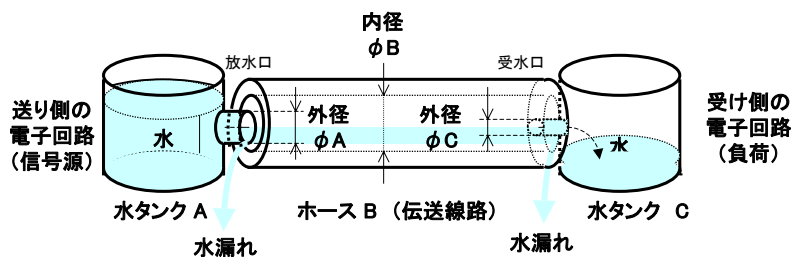 内径
φB
放水口
受水口
送り側の
電子回路
（信号源）
水
外径
φA
外径
φC
水
受け側の
電子回路
（負荷）
水タンク A
ホース B （伝送線路）
水タンク C
水漏れ
水漏れ